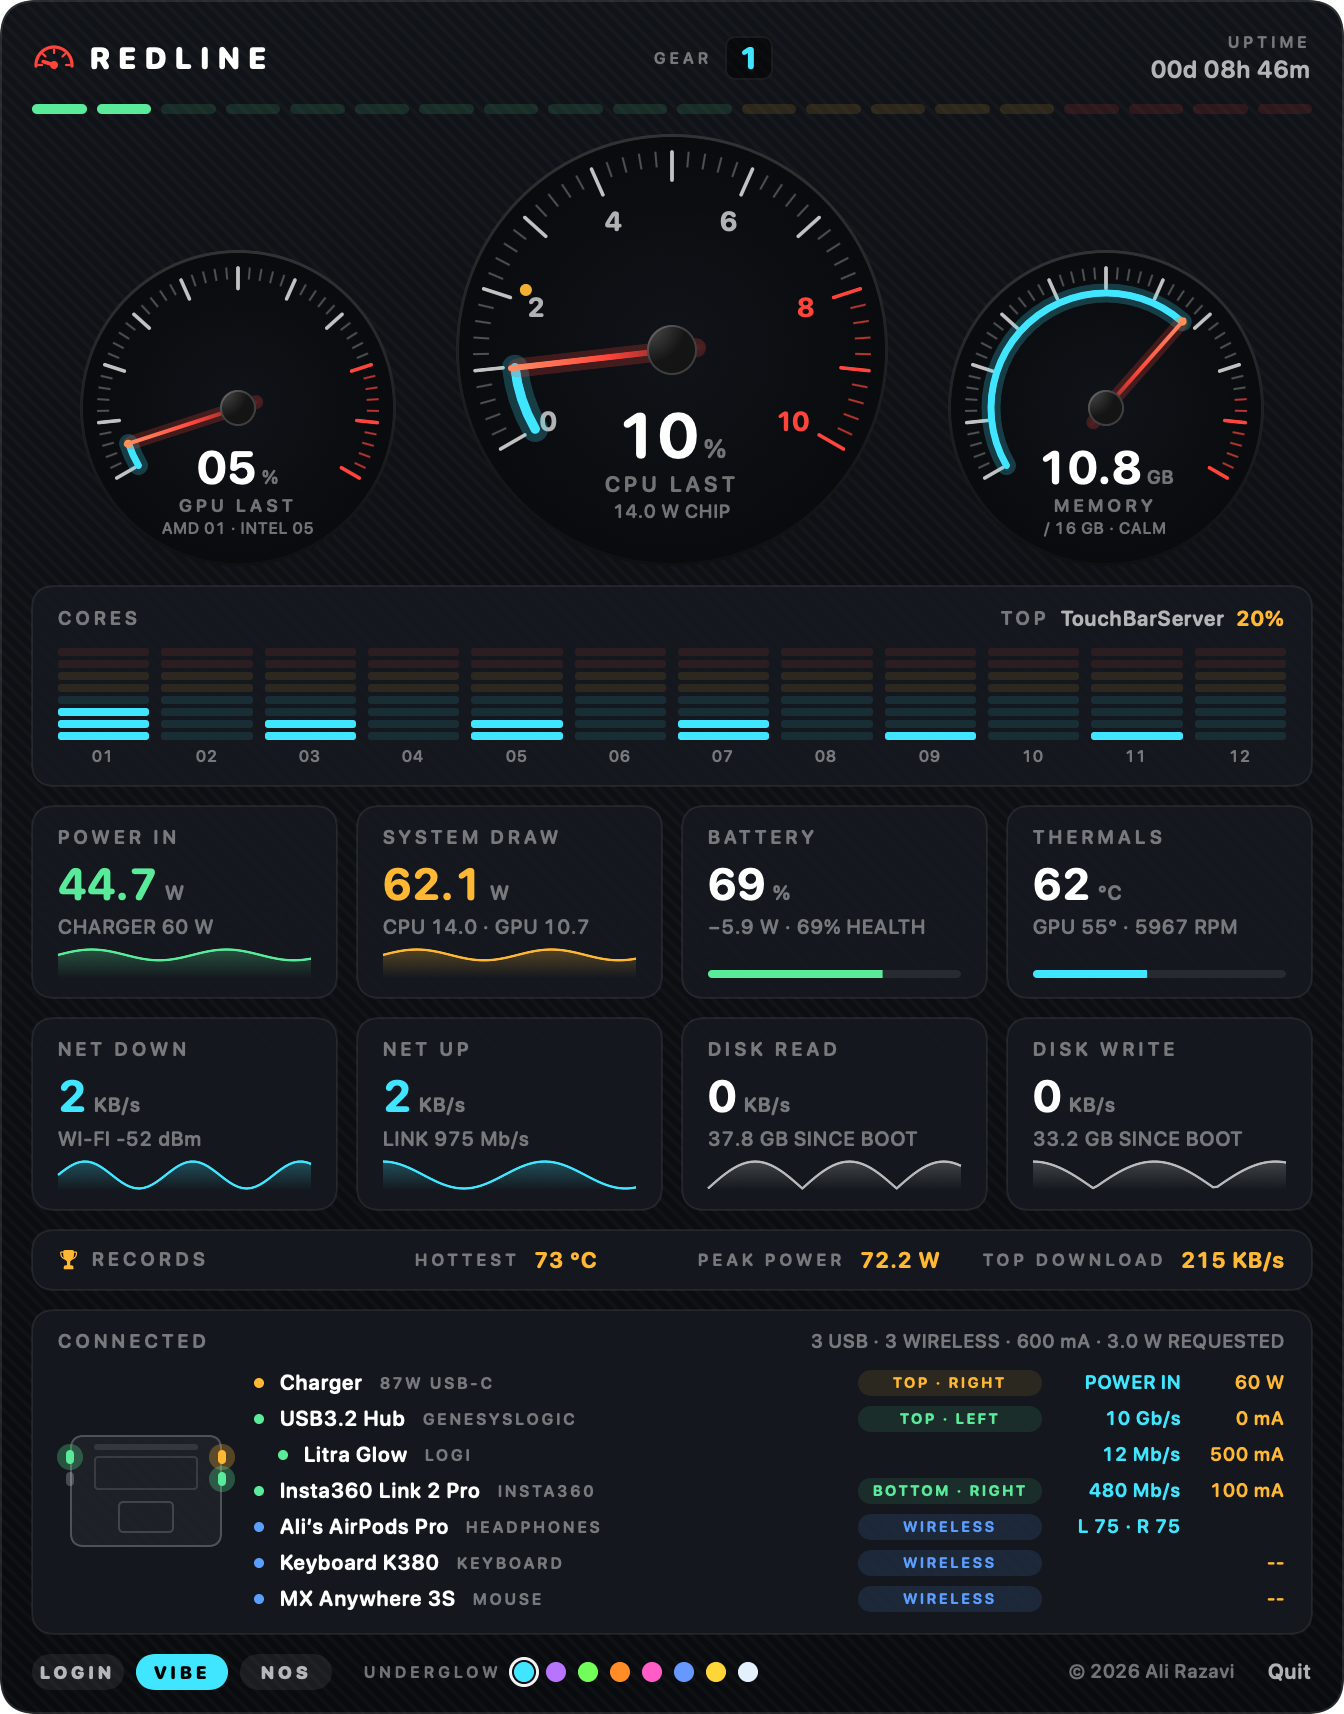 REDLINE
GEAR 1
UPTIME
00d 08h 46m
4 6
2 8
0 10
10 %
CPU LAST
14.0 W CHIP
05 %
GPU LAST
AMD 01 · INTEL 05
10.8 GB
MEMORY
/ 16 GB · CALM
CORES TOP TouchBarServer 20%
01 02 03 04 05 06 07 08 09 10 11 12
POWER IN
44.7 W
CHARGER 60 W
SYSTEM DRAW
62.1 W
CPU 14.0 · GPU 10.7
BATTERY
69 %
−5.9 W · 69% HEALTH
THERMALS
62 °C
GPU 55° · 5967 RPM
NET DOWN
2 KB/s
WI-FI -52 dBm
NET UP
2 KB/s
LINK 975 Mb/s
DISK READ
0 KB/s
37.8 GB SINCE BOOT
DISK WRITE
0 KB/s
33.2 GB SINCE BOOT
RECORDS HOTTEST 73 °C PEAK POWER 72.2 W TOP DOWNLOAD 215 KB/s
CONNECTED 3 USB · 3 WIRELESS · 600 mA · 3.0 W REQUESTED
Charger 87W USB-C TOP · RIGHT POWER IN 60 W
USB3.2 Hub GENESYSLOGIC TOP · LEFT 10 Gb/s 0 mA
Litra Glow LOGI 12 Mb/s 500 mA
Insta360 Link 2 Pro INSTA360 BOTTOM · RIGHT 480 Mb/s 100 mA
Ali's AirPods Pro HEADPHONES WIRELESS L 75 · R 75
Keyboard K380 KEYBOARD WIRELESS --
MX Anywhere 3S MOUSE WIRELESS --
LOGIN VIBE NOS UNDERGLOW © 2026 Ali Razavi Quit